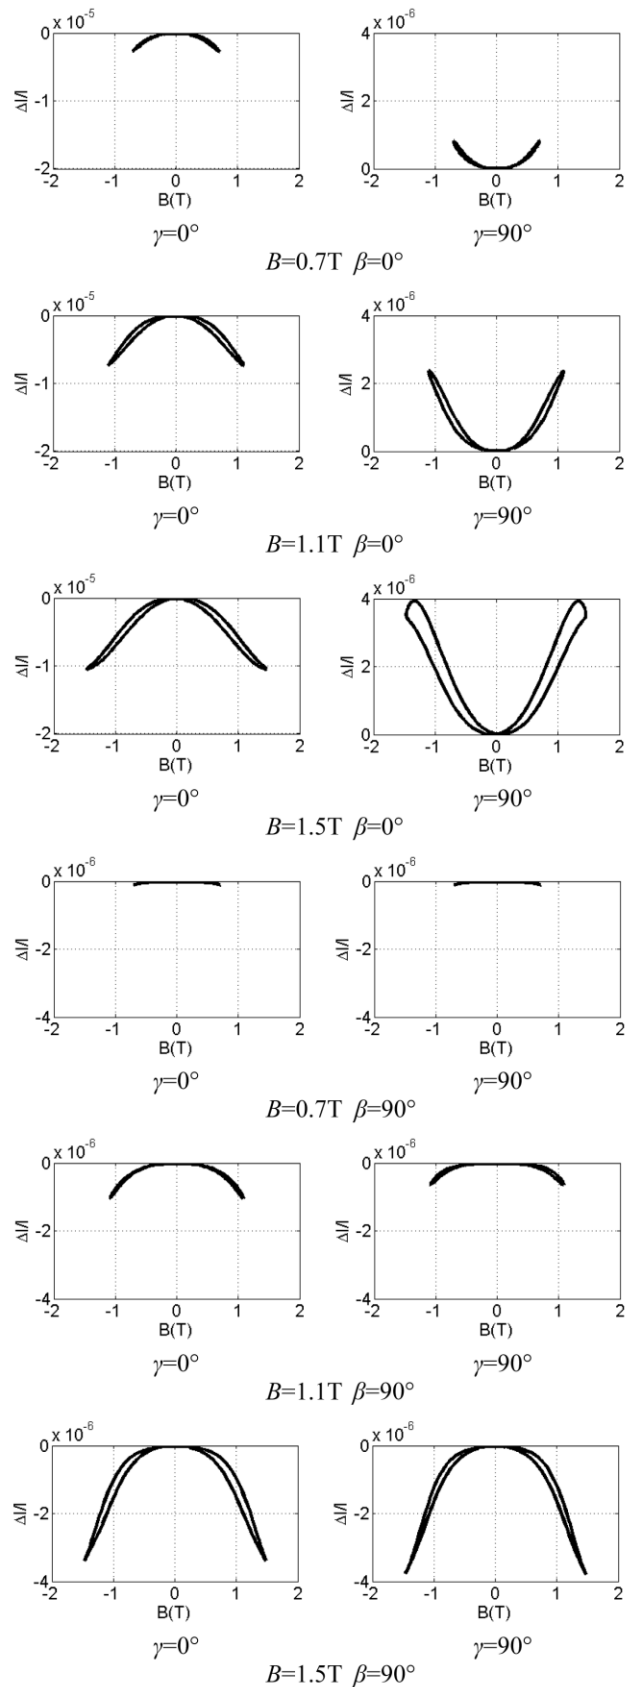 x 10⁻⁵ x 10⁻⁶
0 -1 -2 ΔI/I 4 2 0 ΔI/I
-2 -1 0 1 2 -2 -1 0 1 2
B(T) B(T)
γ=0° γ=90°
B=0.7T β=0°
x 10⁻⁵ x 10⁻⁶
0 -1 -2 ΔI/I 4 2 0 ΔI/I
-2 -1 0 1 2 -2 -1 0 1 2
B(T) B(T)
γ=0° γ=90°
B=1.1T β=0°
x 10⁻⁵ x 10⁻⁶
0 -1 -2 ΔI/I 4 2 0 ΔI/I
-2 -1 0 1 2 -2 -1 0 1 2
B(T) B(T)
γ=0° γ=90°
B=1.5T β=0°
x 10⁻⁶ x 10⁻⁶
0 -2 -4 ΔI/I 0 -2 -4 ΔI/I
-2 -1 0 1 2 -2 -1 0 1 2
B(T) B(T)
γ=0° γ=90°
B=0.7T β=90°
x 10⁻⁶ x 10⁻⁶
0 -2 -4 ΔI/I 0 -2 -4 ΔI/I
-2 -1 0 1 2 -2 -1 0 1 2
B(T) B(T)
γ=0° γ=90°
B=1.1T β=90°
x 10⁻⁶ x 10⁻⁶
0 -2 -4 ΔI/I 0 -2 -4 ΔI/I
-2 -1 0 1 2 -2 -1 0 1 2
B(T) B(T)
γ=0° γ=90°
B=1.5T β=90°